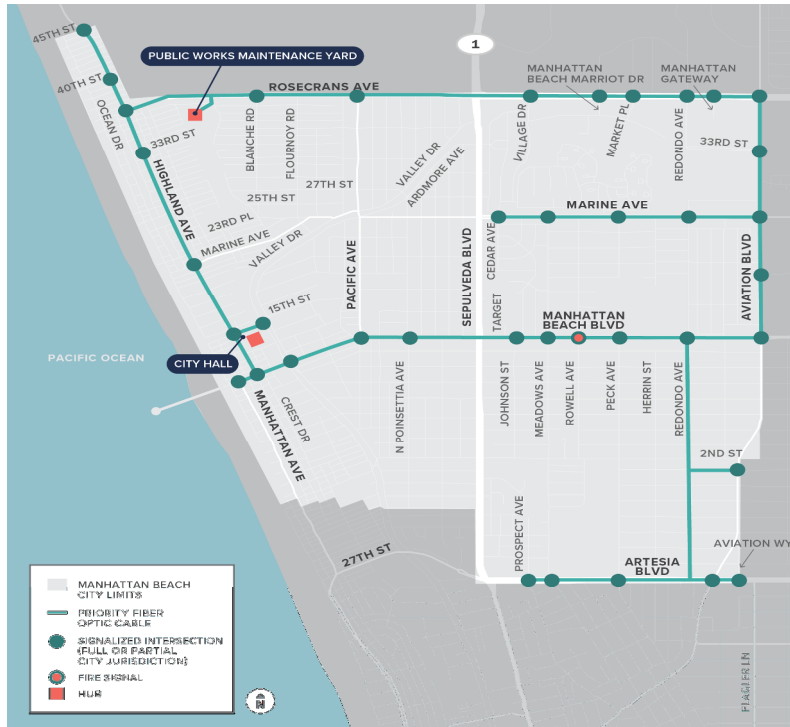 45TH ST
PUBLIC WORKS MAINTENANCE YARD
1
40TH ST
ROSECRANS AVE
MANHATTAN
BEACH MARRIOT DR
MANHATTAN
GATEWAY
OCEAN DR
33RD ST
BLANCHE RD
FLOURNOY RD
VILLAGE DR
MARKET PL
REDONDO AVE
33RD ST
HIGHLAND AVE
27TH ST
VALLEY DR
ARDMORE AVE
25TH ST
23RD PL
MARINE AVE
MARINE AVE
VALLEY DR
PACIFIC AVE
SEPULVEDA BLVD
CEDAR AVE
AVIATION BLVD
15TH ST
TARGET
MANHATTAN
BEACH BLVD
PACIFIC OCEAN
CITY HALL
MANHATTAN AVE
CREST DR
N POINSETTIA AVE
JOHNSON ST
MEADOWS AVE
ROWELL AVE
PECK AVE
HERRIN ST
REDONDO AVE
2ND ST
27TH ST
PROSPECT AVE
ARTESIA
BLVD
AVIATION WY
MANHATTAN BEACH
CITY LIMITS
PRIORITY FIBER
OPTIC CABLE
SIGNALIZED INTERSECTION
(FULL OR PARTIAL
CITY JURISDICTION)
FIRE SIGNAL
HUB
N
FLAGLER LN